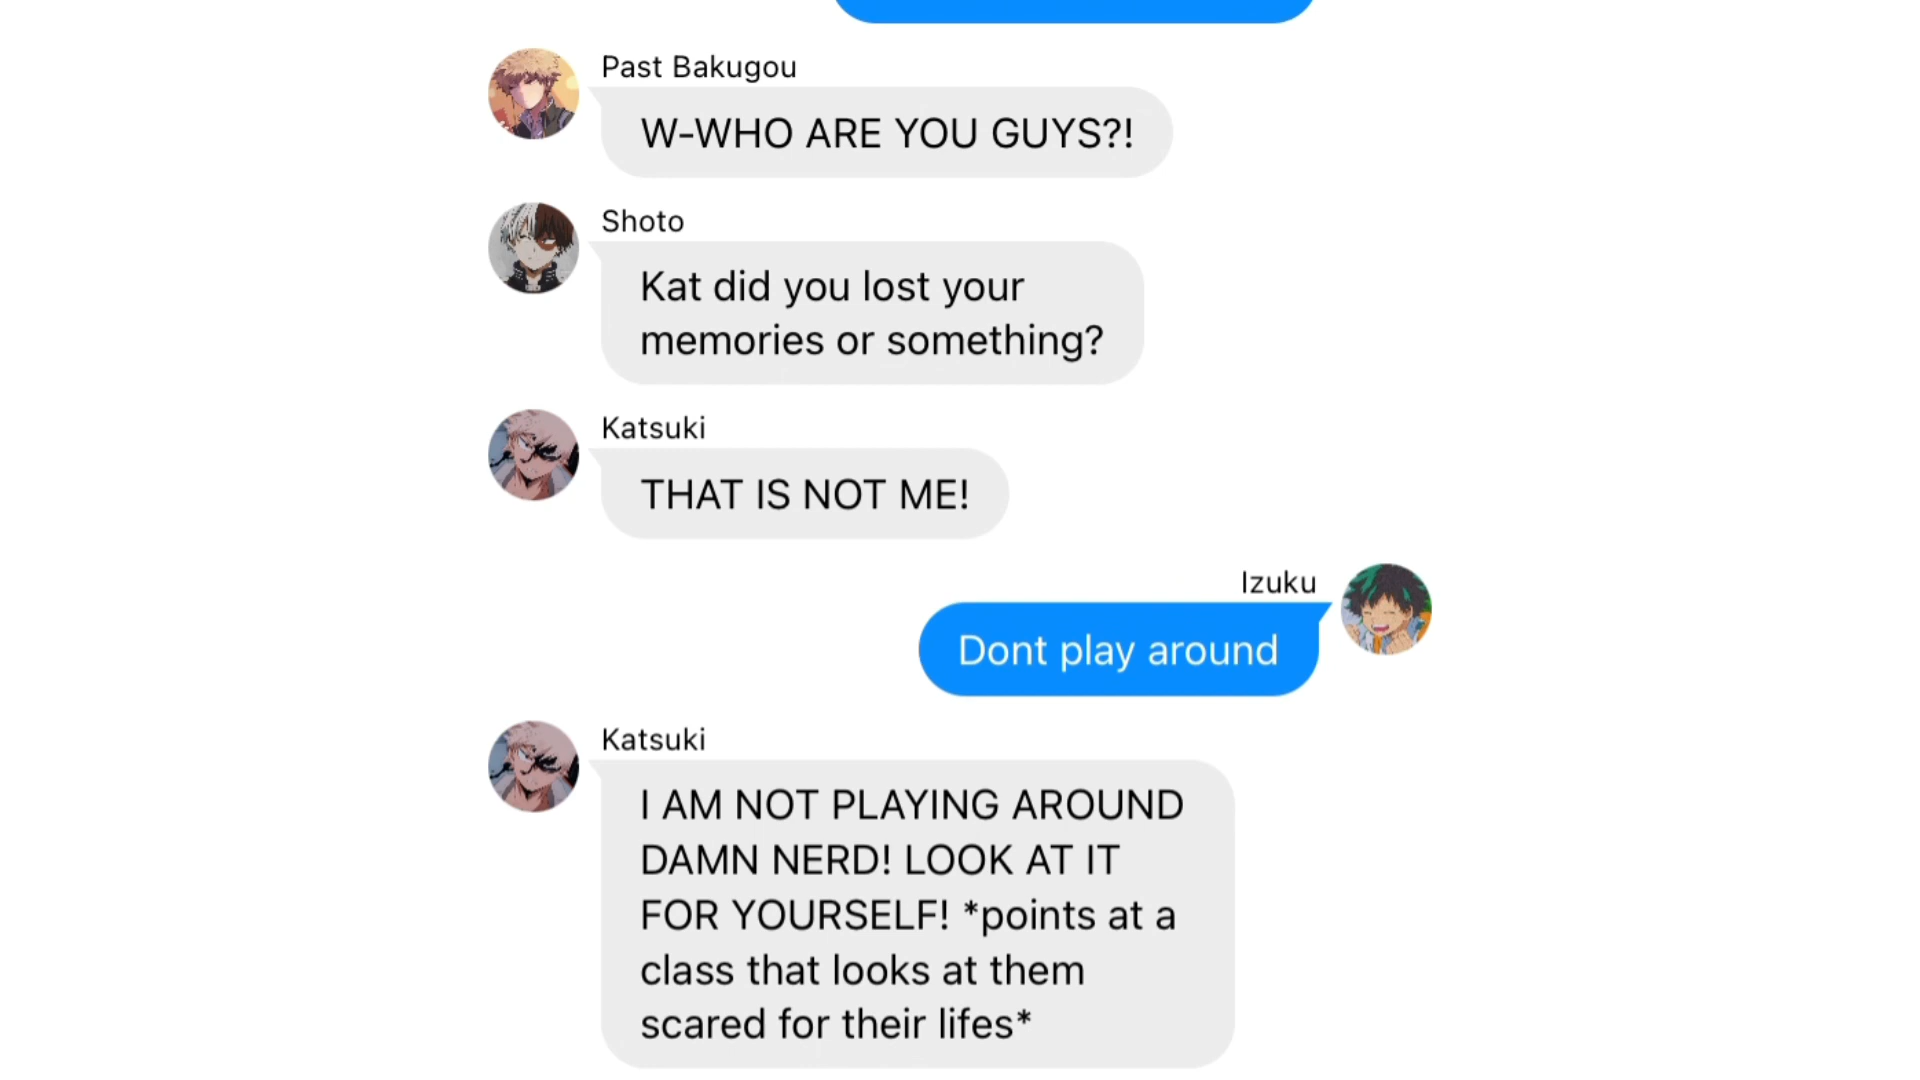 Past Bakugou
W-WHO ARE YOU GUYS?!
Shoto
Kat did you lost your
memories or something?
Katsuki
THAT IS NOT ME!
Izuku
Dont play around
Katsuki
I AM NOT PLAYING AROUND
DAMN NERD! LOOK AT IT
FOR YOURSELF! *points at a
class that looks at them
scared for their lifes*